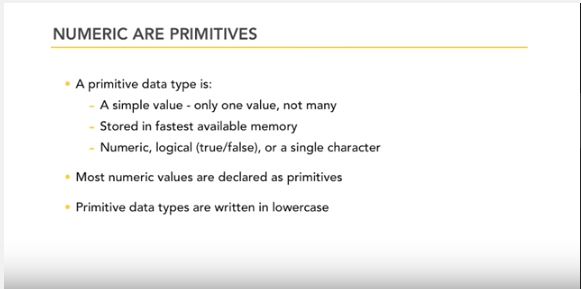 NUMERIC ARE PRIMITIVES
• A primitive data type is:
– A simple value - only one value, not many
– Stored in fastest available memory
– Numeric, logical (true/false), or a single character
• Most numeric values are declared as primitives
• Primitive data types are written in lowercase